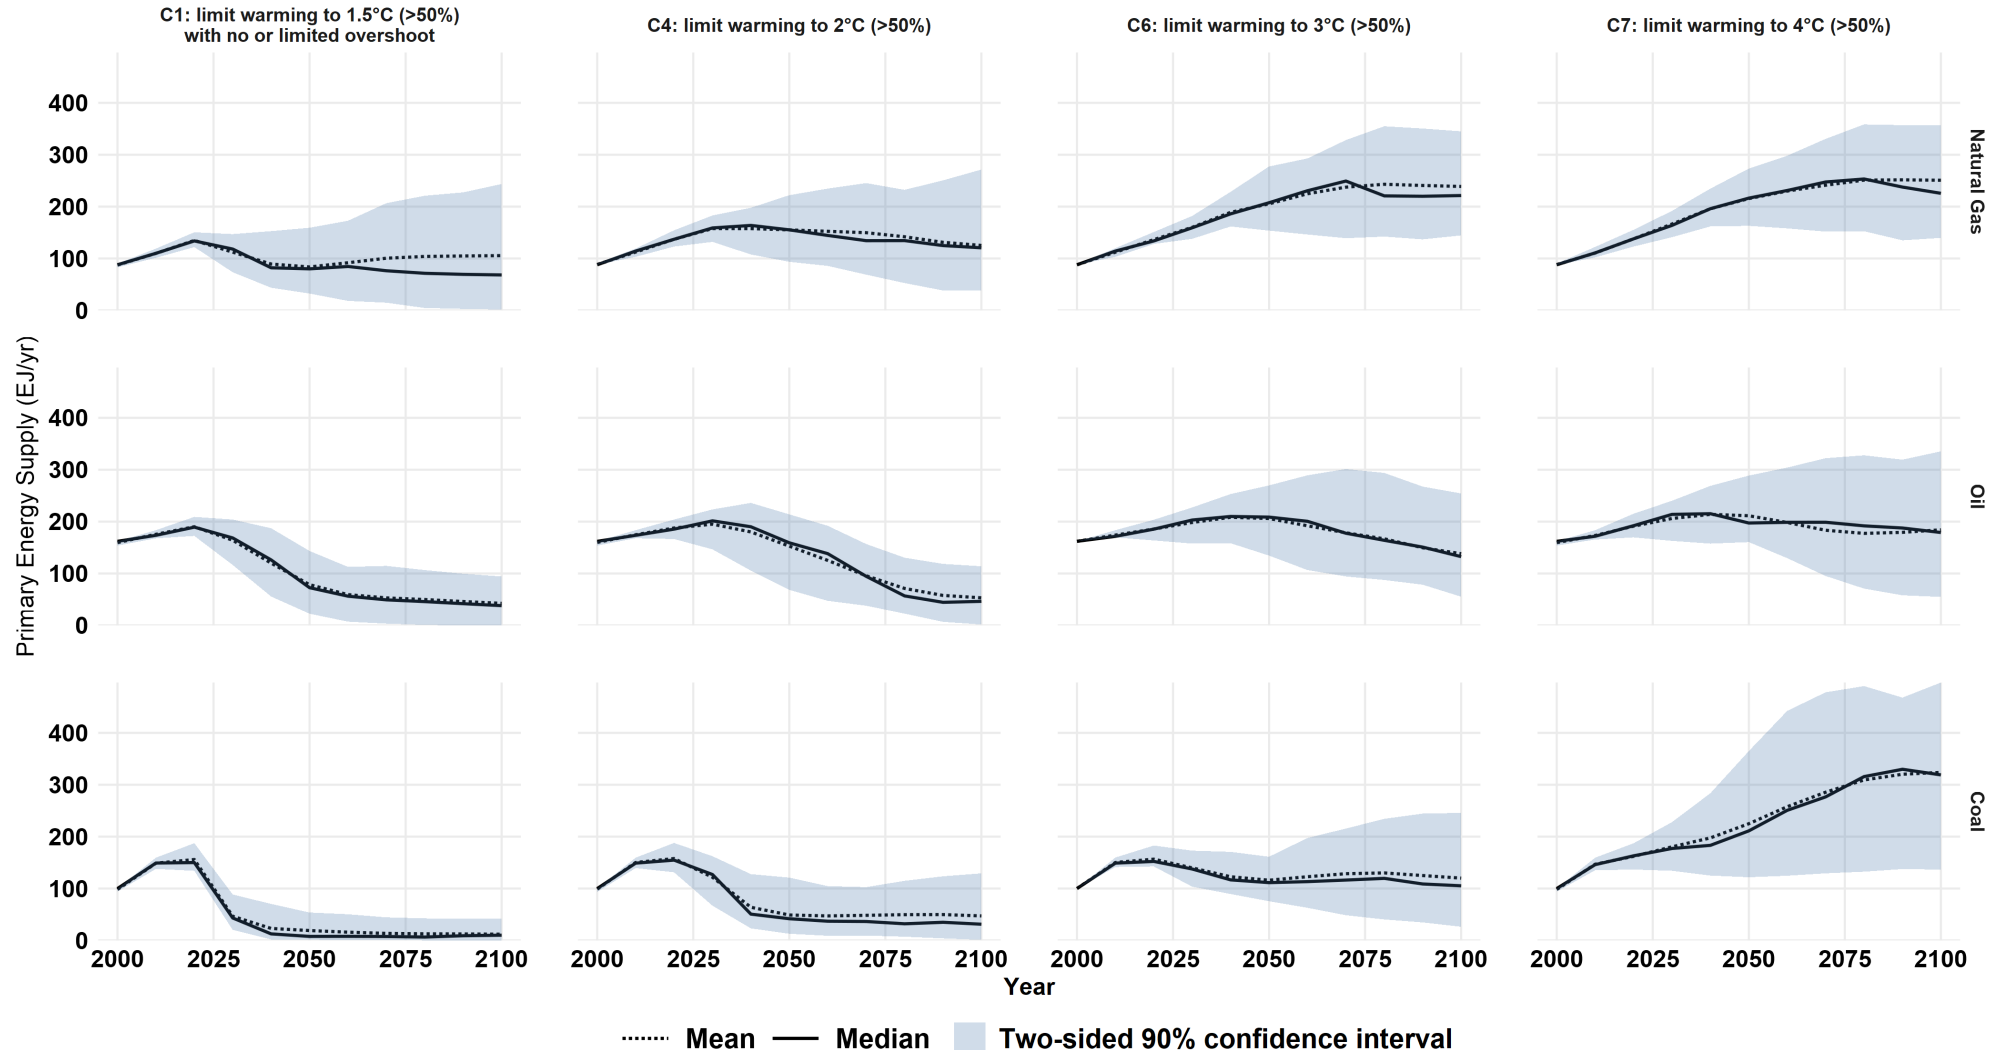 C1: limit warming to 1.5°C (>50%)
with no or limited overshoot
C4: limit warming to 2°C (>50%)
C6: limit warming to 3°C (>50%)
C7: limit warming to 4°C (>50%)
400
300
200
100
0
Natural Gas
Primary Energy Supply (EJ/yr)
400
300
200
100
0
Oil
400
300
200
100
0
Coal
2000 2025 2050 2075 2100
2000 2025 2050 2075 2100
2000 2025 2050 2075 2100
2000 2025 2050 2075 2100
Year
Mean Median Two-sided 90% confidence interval